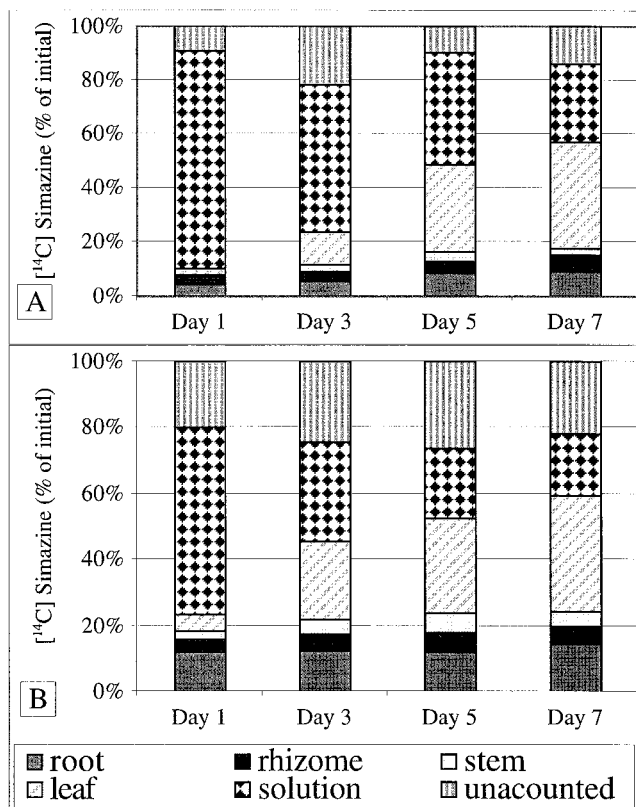 100%
80%
60%
40%
20%
0%
[¹⁴C] Simazine (% of initial)
A
Day 1 Day 3 Day 5 Day 7
100%
80%
60%
40%
20%
0%
[¹⁴C] Simazine (% of initial)
B
Day 1 Day 3 Day 5 Day 7
root rhizome stem
leaf solution unacounted